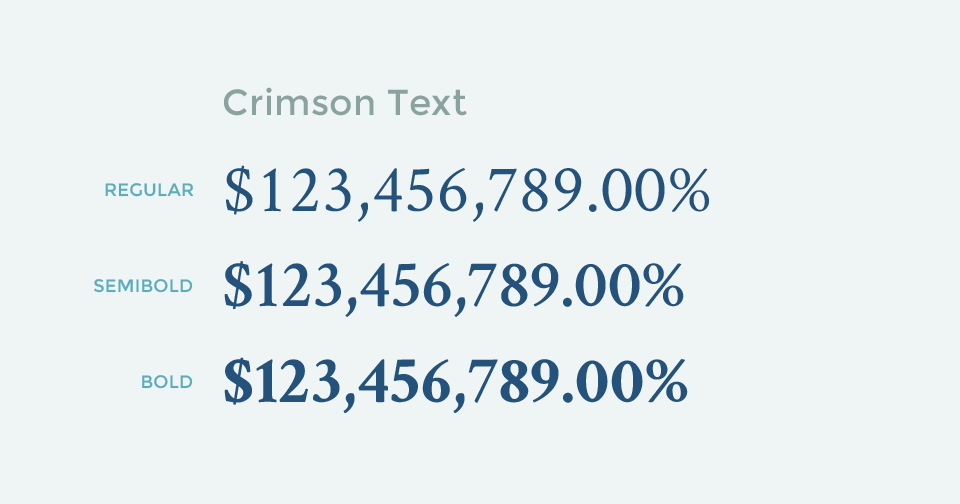 Crimson Text
REGULAR $123,456,789.00%
SEMIBOLD $123,456,789.00%
BOLD $123,456,789.00%